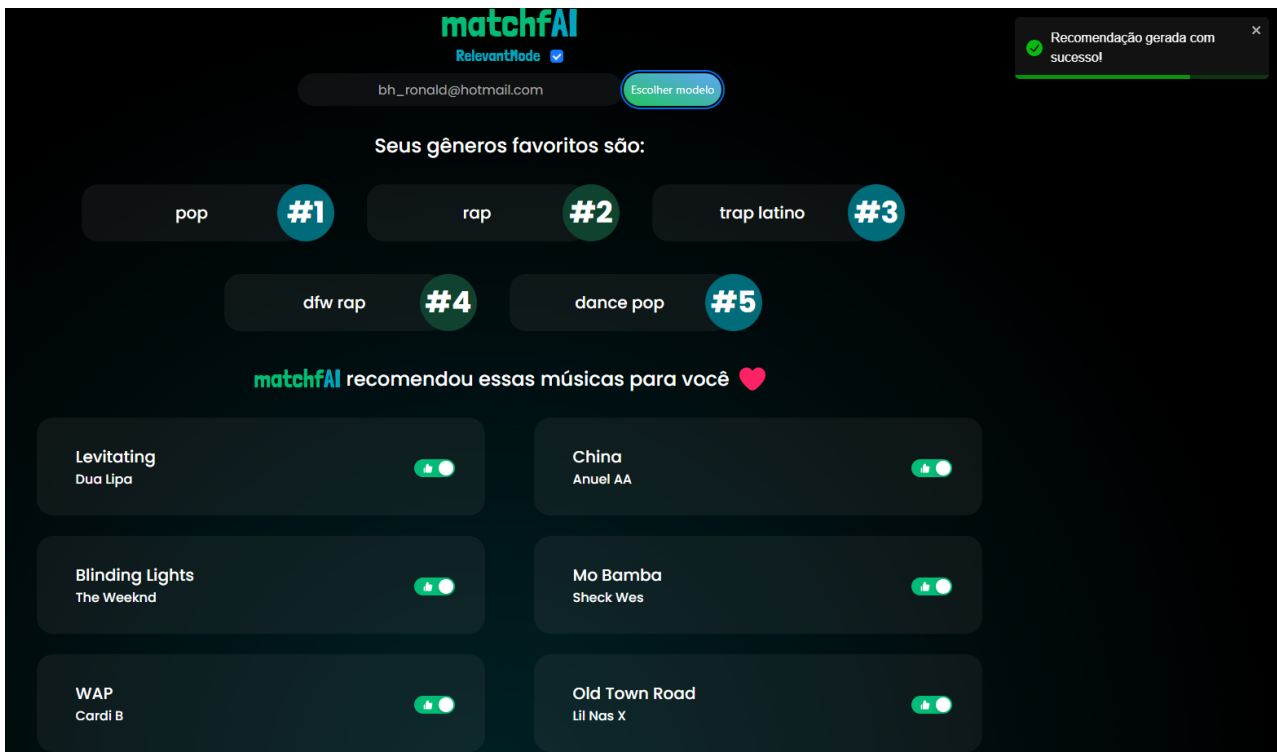 matchfAI
RelevantMode
bh_ronald@hotmail.com
Escolher modelo
Recomendação gerada com
sucesso!
Seus gêneros favoritos são:
pop #1
rap #2
trap latino #3
dfw rap #4
dance pop #5
matchfAI recomendou essas músicas para você
Levitating
Dua Lipa
China
Anuel AA
Blinding Lights
The Weeknd
Mo Bamba
Sheck Wes
WAP
Cardi B
Old Town Road
Lil Nas X